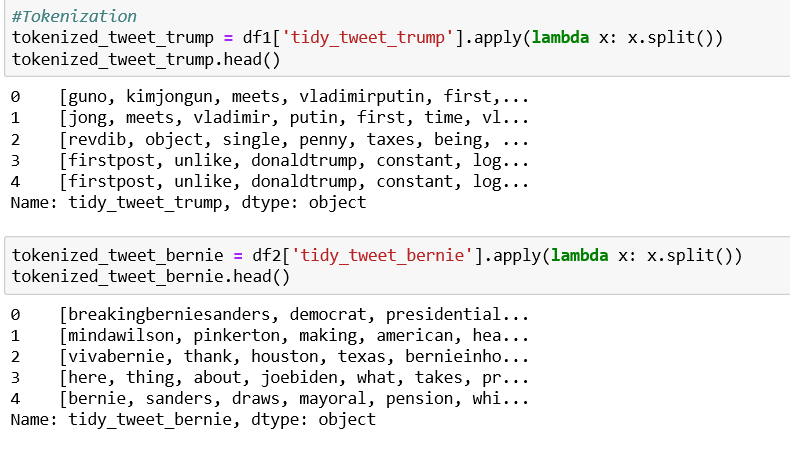 #Tokenization
tokenized_tweet_trump = df1['tidy_tweet_trump'].apply(lambda x: x.split())
tokenized_tweet_trump.head()
0    [guno, kimjongun, meets, vladimirputin, first,...
1    [jong, meets, vladimir, putin, first, time, vl...
2    [revdib, object, single, penny, taxes, being, ...
3    [firstpost, unlike, donaldtrump, constant, log...
4    [firstpost, unlike, donaldtrump, constant, log...
Name: tidy_tweet_trump, dtype: object
tokenized_tweet_bernie = df2['tidy_tweet_bernie'].apply(lambda x: x.split())
tokenized_tweet_bernie.head()
0    [breakingberniesanders, democrat, presidential...
1    [mindawilson, pinkerton, making, american, hea...
2    [vivabernie, thank, houston, texas, bernieinho...
3    [here, thing, about, joebiden, what, takes, pr...
4    [bernie, sanders, draws, mayoral, pension, whi...
Name: tidy_tweet_bernie, dtype: object